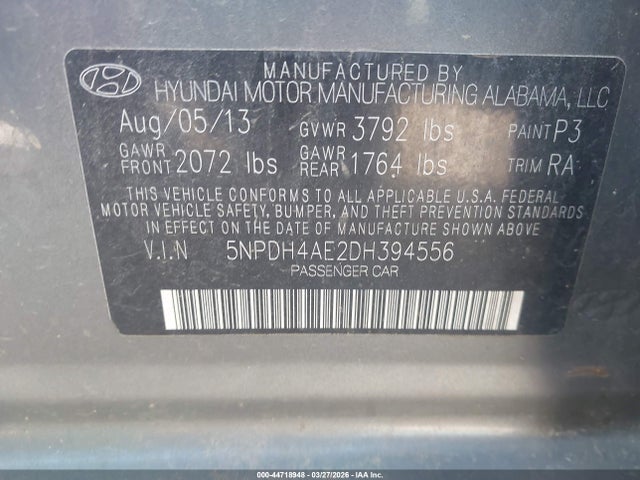 MANUFACTURED BY
HYUNDAI MOTOR MANUFACTURING ALABAMA, LLC
Aug/05/13 GVWR 3792 lbs PAINT P3
GAWR FRONT 2072 lbs GAWR REAR 1764 lbs TRIM RA
THIS VEHICLE CONFORMS TO ALL APPLICABLE U.S.A. FEDERAL
MOTOR VEHICLE SAFETY, BUMPER, AND THEFT PREVENTION STANDARDS
IN EFFECT ON THE DATE OF MANUFACTURE SHOWN ABOVE.
V.I.N 5NPDH4AE2DH394556
PASSENGER CAR
000-44718948 | 03/27/2026 | IAA Inc.